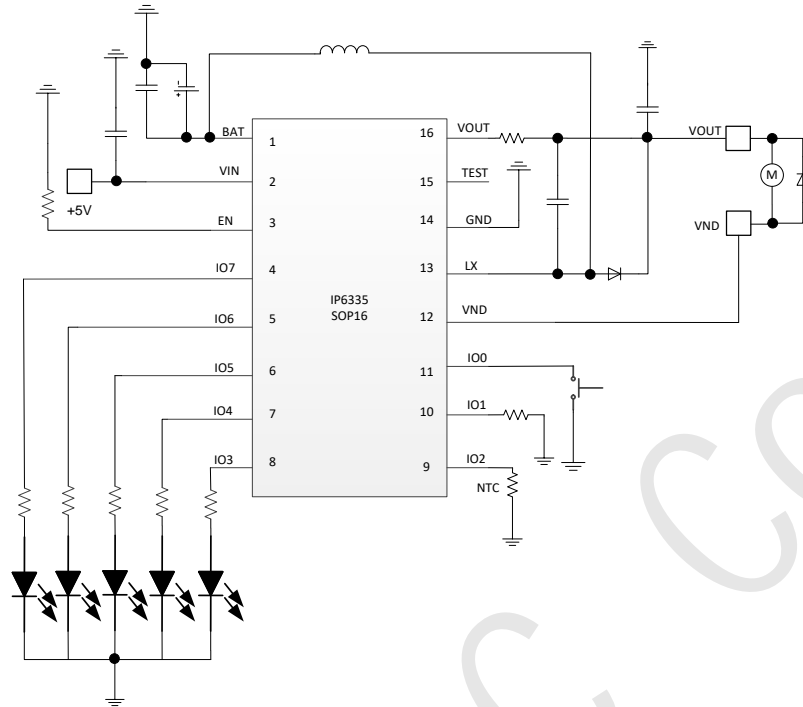 BAT
1
VIN
2
+5V
EN
3
IO7
4
IO6
5
IO5
6
IO4
7
IO3
8
IP6335
SOP16
16
VOUT
15
TEST
14
GND
13
LX
12
VND
11
IO0
10
IO1
9
IO2
NTC
VOUT
M
VND
+ -